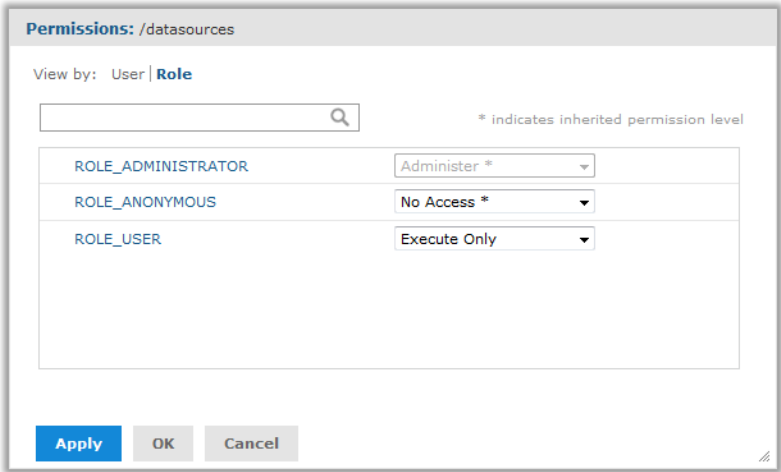 Permissions: /datasources
View by: User | Role
* indicates inherited permission level
ROLE_ADMINISTRATOR Administer *
ROLE_ANONYMOUS No Access *
ROLE_USER Execute Only
Apply OK Cancel